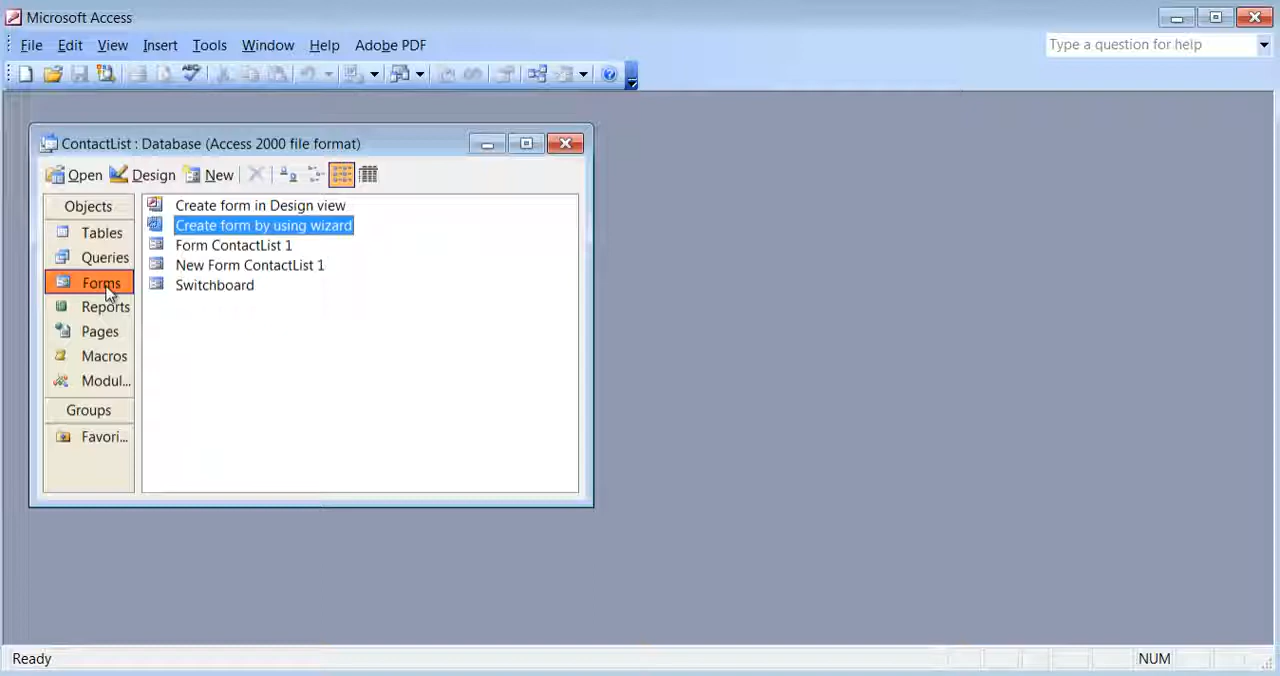 Microsoft Access
File Edit View Insert Tools Window Help Adobe PDF
Type a question for help
ContactList : Database (Access 2000 file format)
Open Design New
Objects
Tables
Queries
Forms
Reports
Pages
Macros
Modul...
Groups
Favori...
Create form in Design view
Create form by using wizard
Form ContactList 1
New Form ContactList 1
Switchboard
Ready
NUM